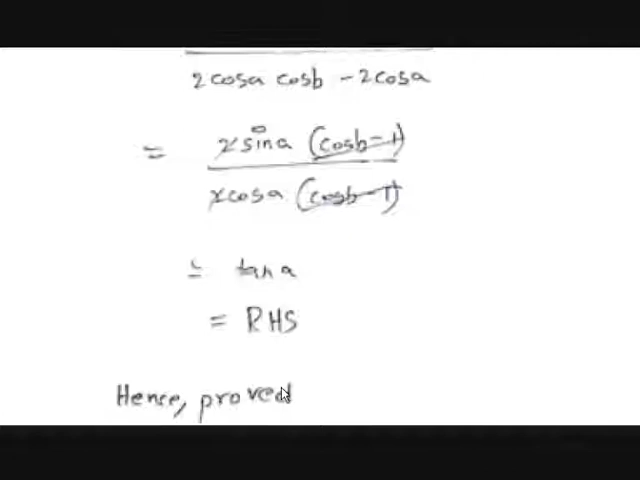 2cosa cosb - 2cosa
= 2sina (cosb-1)
2cosa (cosb-1)
= tana
= RHS
Hence, proved